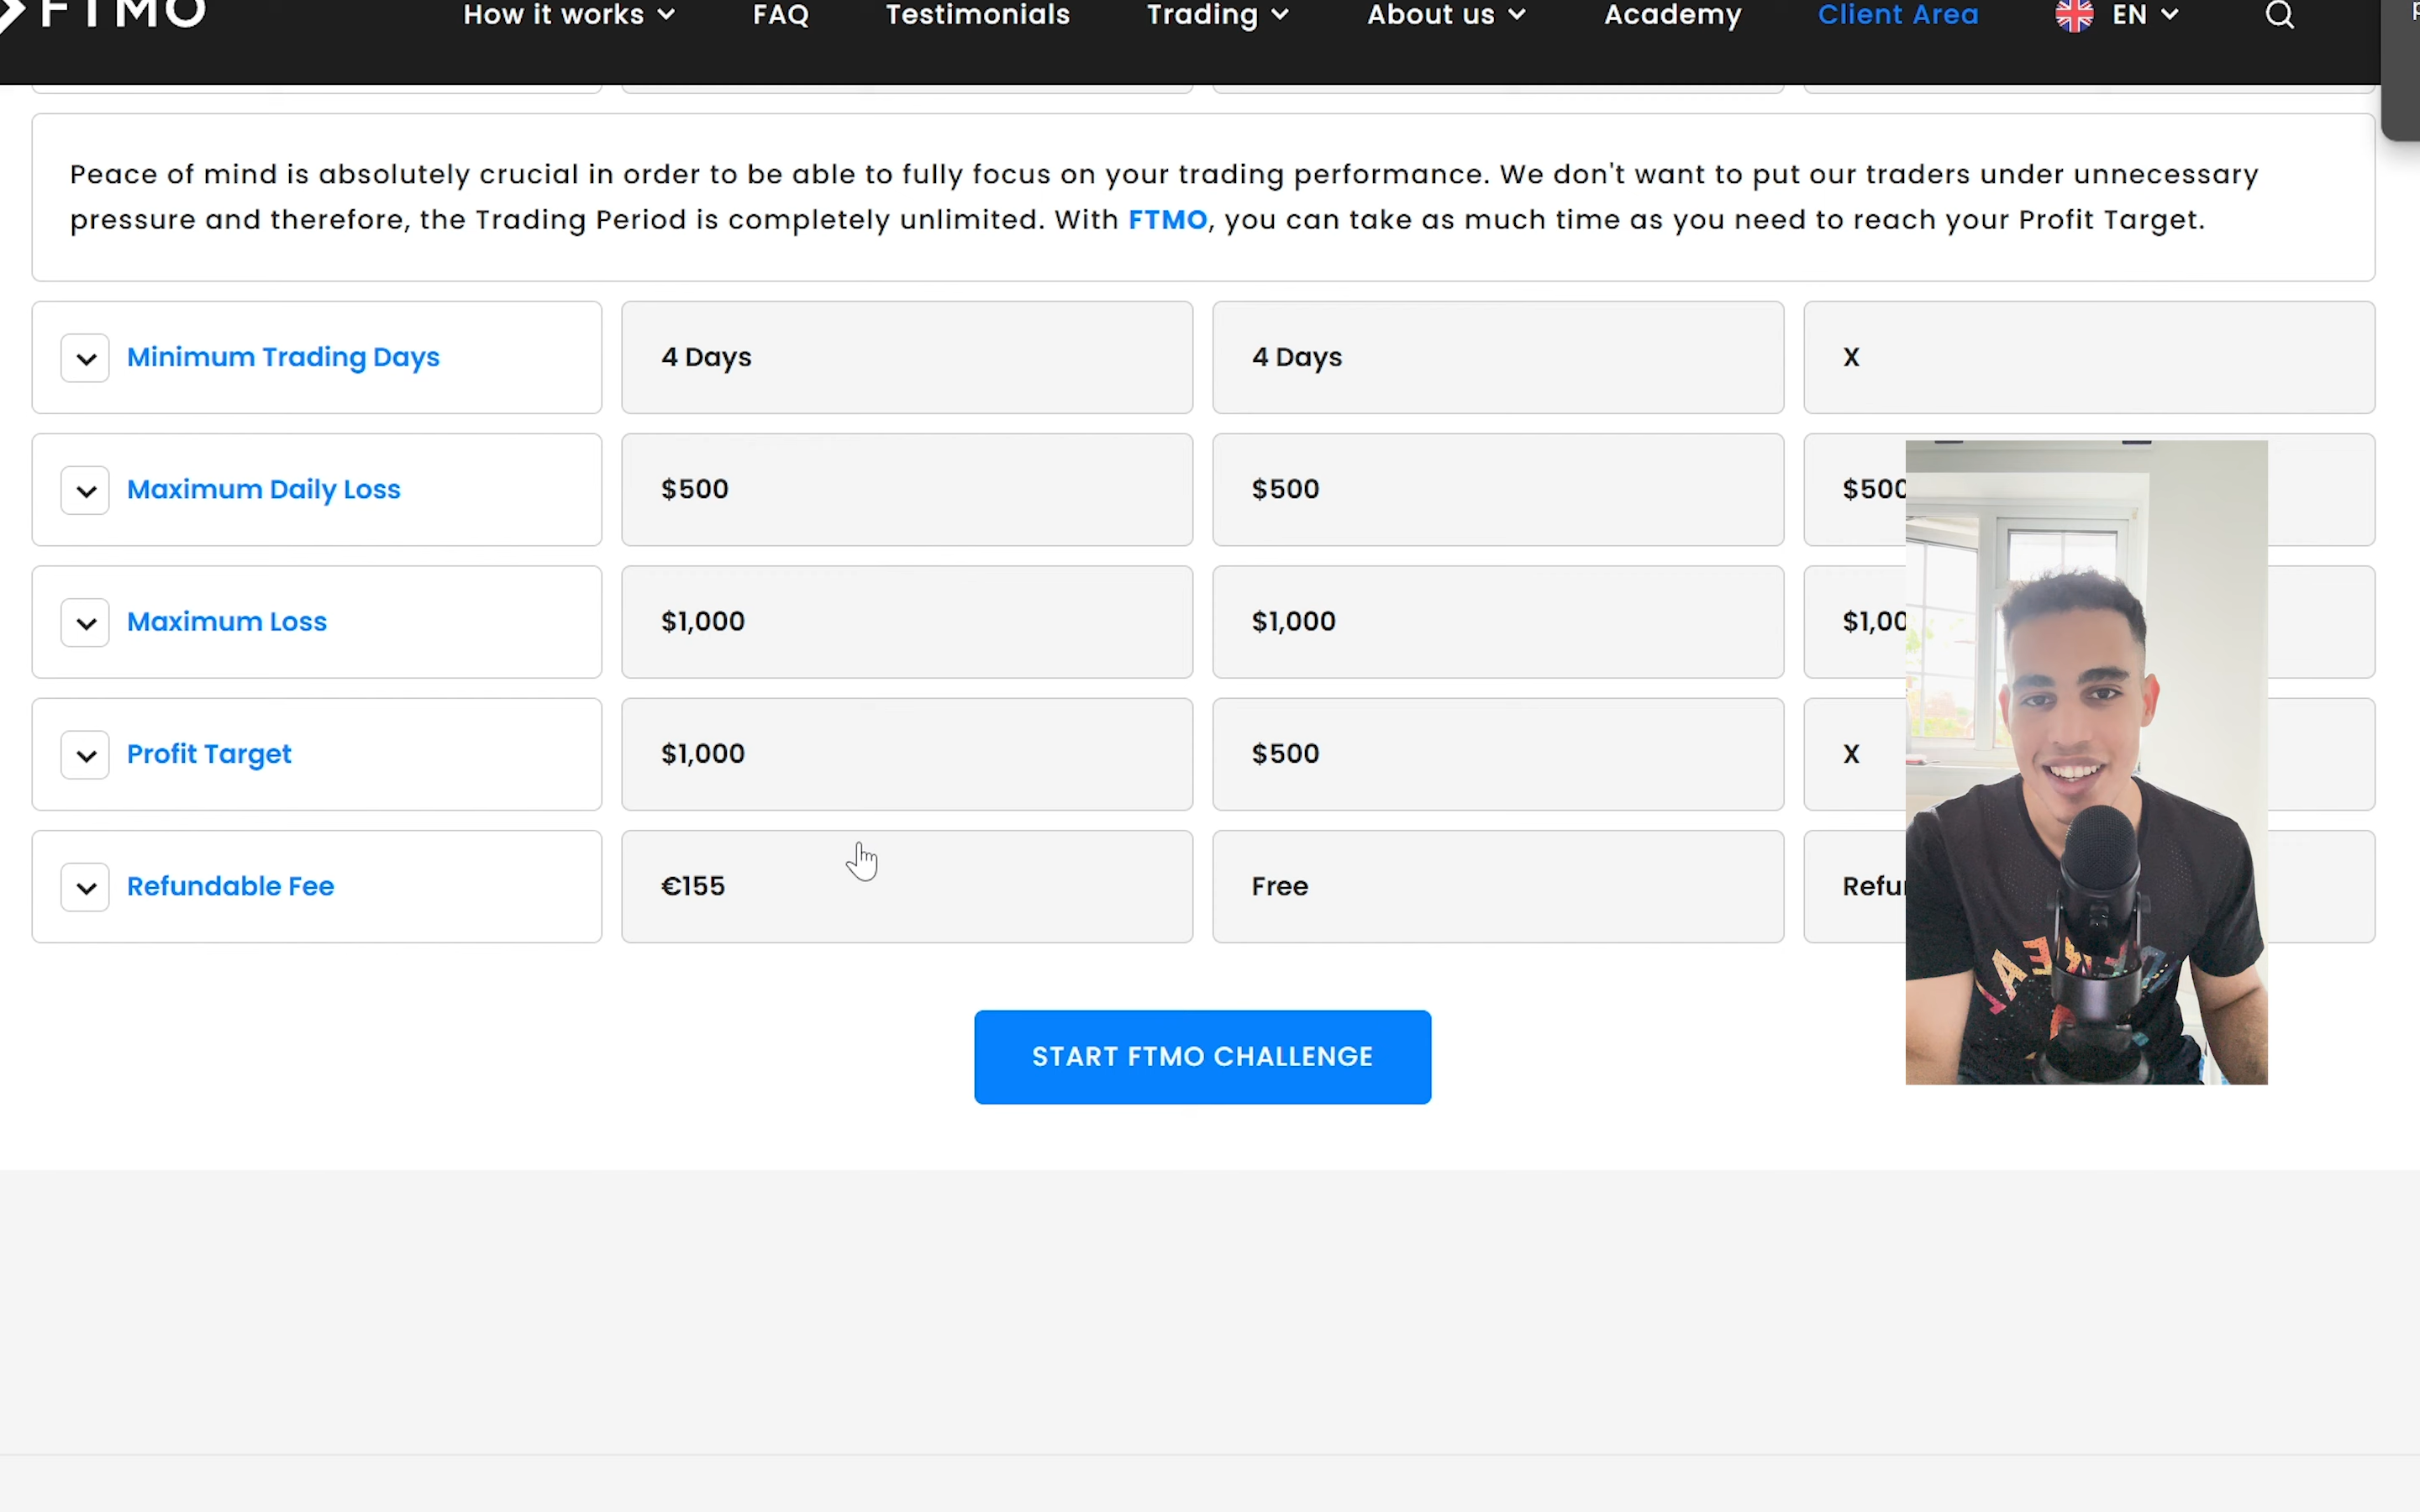 FTMO
How it works FAQ Testimonials Trading About us Academy Client Area EN
Peace of mind is absolutely crucial in order to be able to fully focus on your trading performance. We don't want to put our traders under unnecessary
pressure and therefore, the Trading Period is completely unlimited. With FTMO, you can take as much time as you need to reach your Profit Target.
Minimum Trading Days 4 Days 4 Days X
Maximum Daily Loss $500 $500 $500
Maximum Loss $1,000 $1,000 $1,00
Profit Target $1,000 $500 X
Refundable Fee €155 Free Refu
START FTMO CHALLENGE